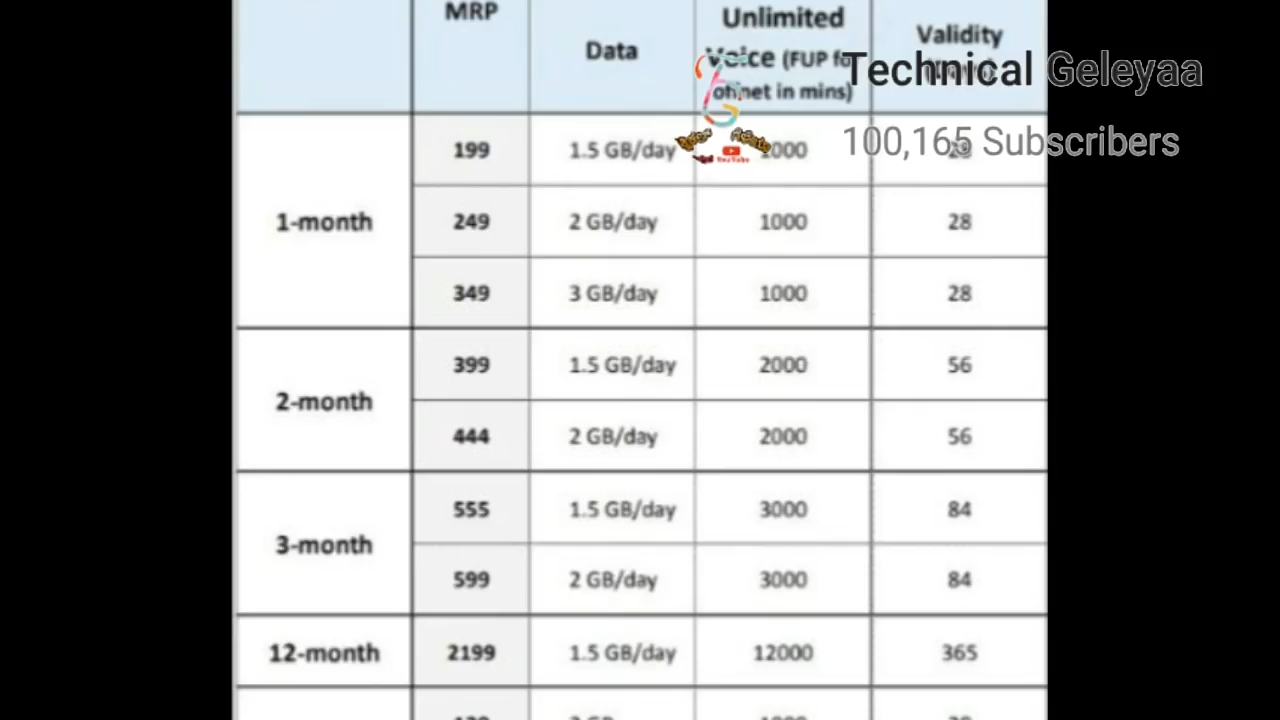 MRP
Data
Unlimited
Voice (FUP fo
offnet in mins)
Validity
Technical Geleyaa
100,165 Subscribers
YouTube
1-month
199 1.5 GB/day 1000 28
249 2 GB/day 1000 28
349 3 GB/day 1000 28
2-month
399 1.5 GB/day 2000 56
444 2 GB/day 2000 56
3-month
555 1.5 GB/day 3000 84
599 2 GB/day 3000 84
12-month 2199 1.5 GB/day 12000 365